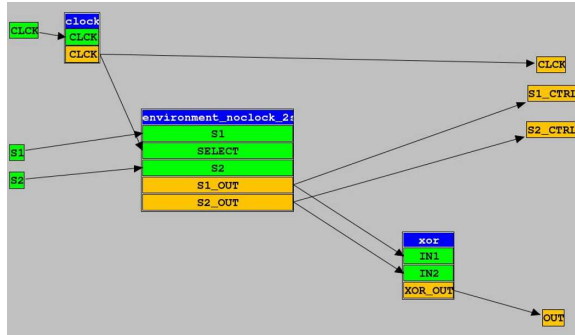 clock
CLCK
CLCK
CLCK
CLCK
S1_CTRL
S2_CTRL
environment_noclock_2s
S1
S1
SELECT
S2
S2
S1_OUT
S2_OUT
xor
IN1
IN2
XOR_OUT
OUT